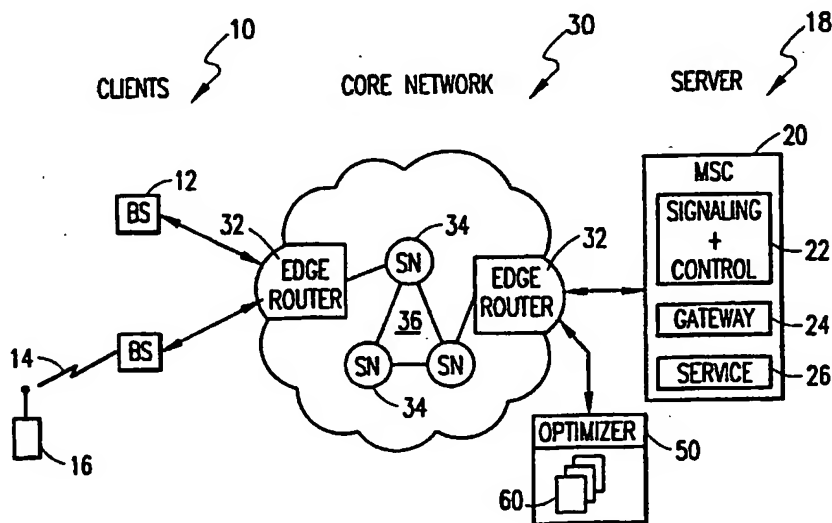 10
30
18
CLIENTS
CORE NETWORK
SERVER
20
12
MSC
BS
32
34
32
SIGNALING
+
CONTROL
22
EDGE
ROUTER
SN
EDGE
ROUTER
36
GATEWAY
24
14
BS
SN
SN
SERVICE
26
34
16
OPTIMIZER
50
60